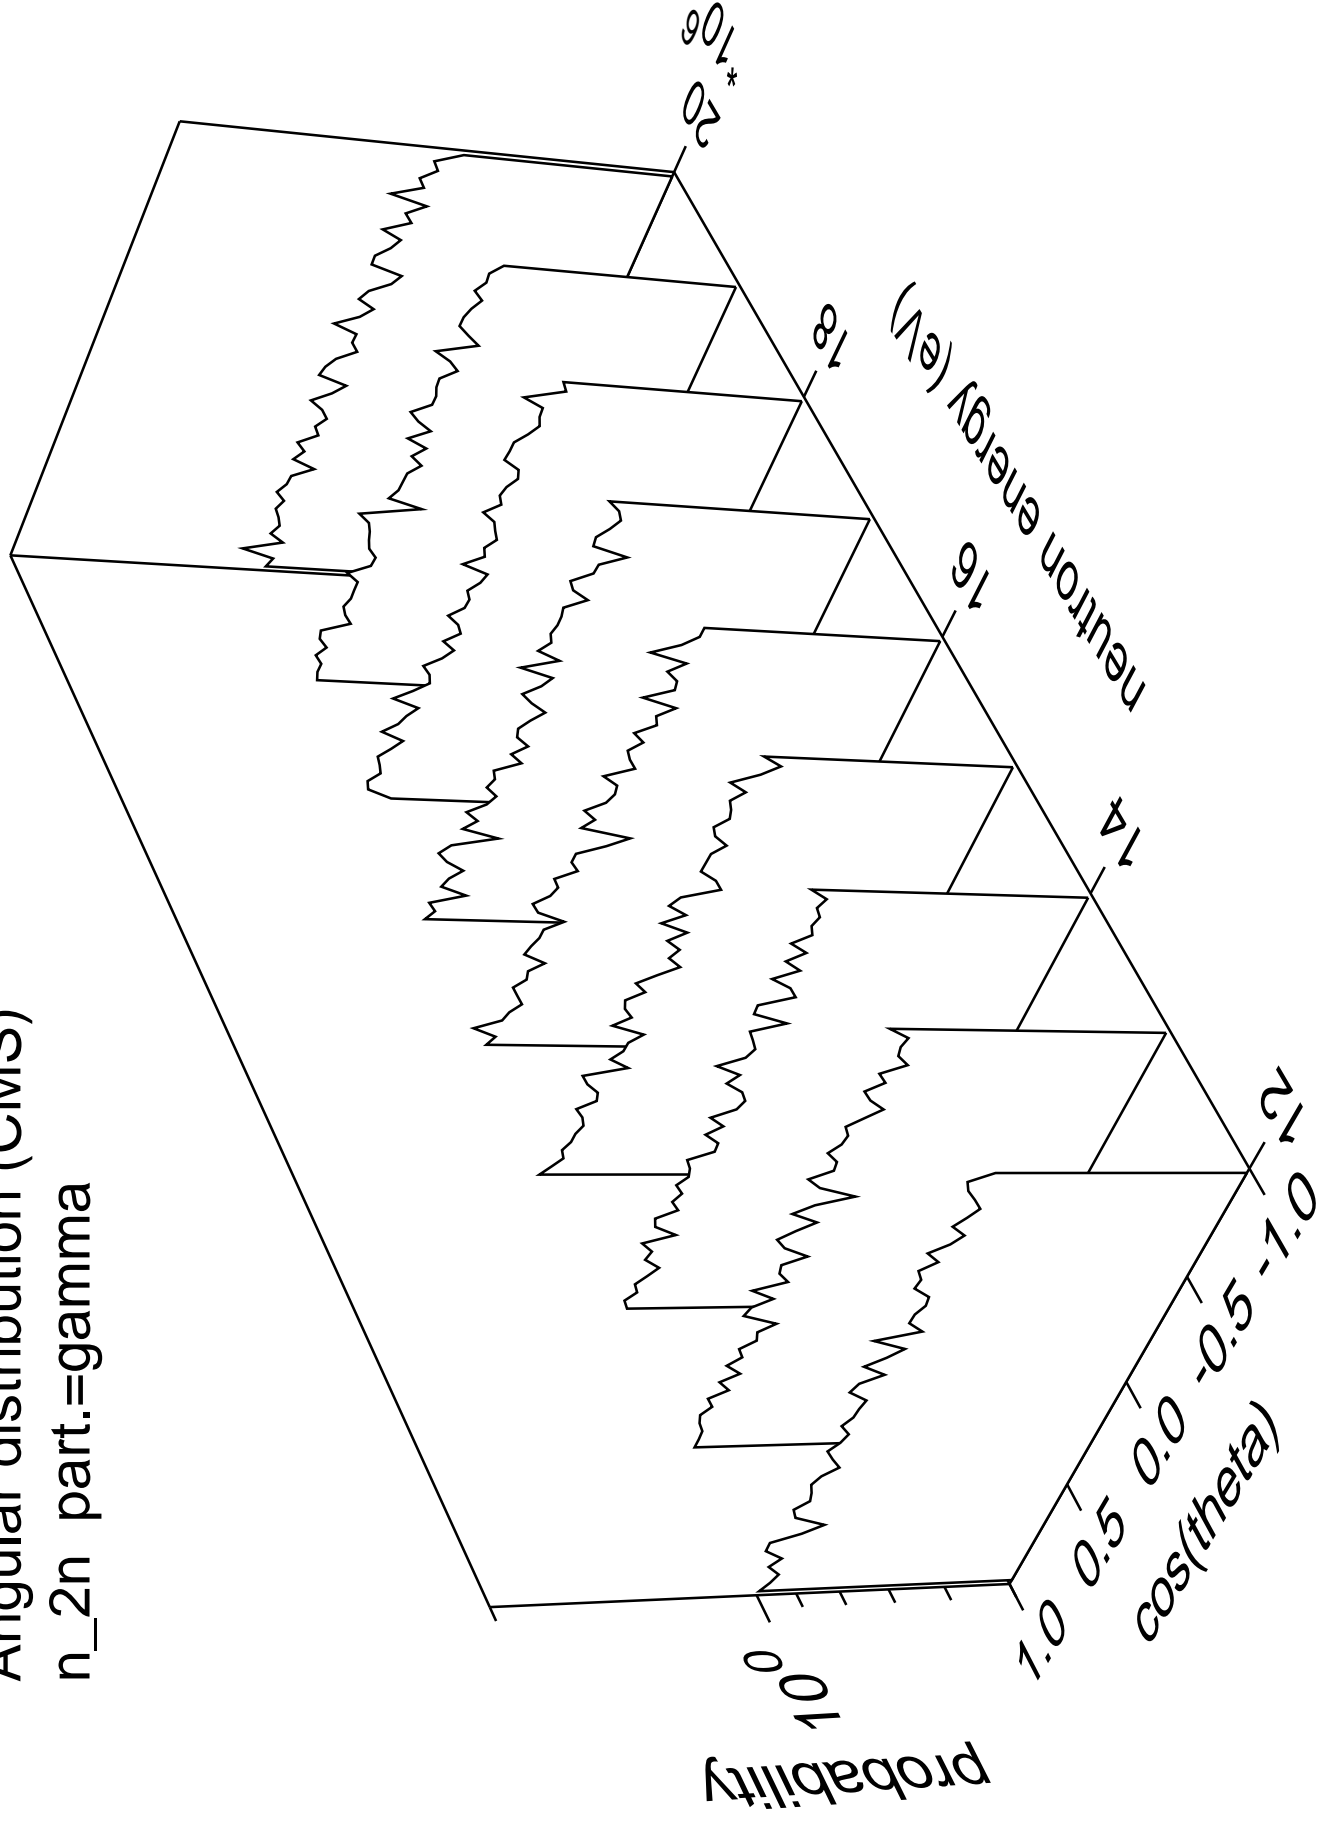 Angular distribution (CMS)
n_2n part.=gamma
probability
10 0
1.0 0.5 0.0 -0.5 -1.0
cos(theta)
12 14 16 18 20
* 10 6
neutron energy (eV)